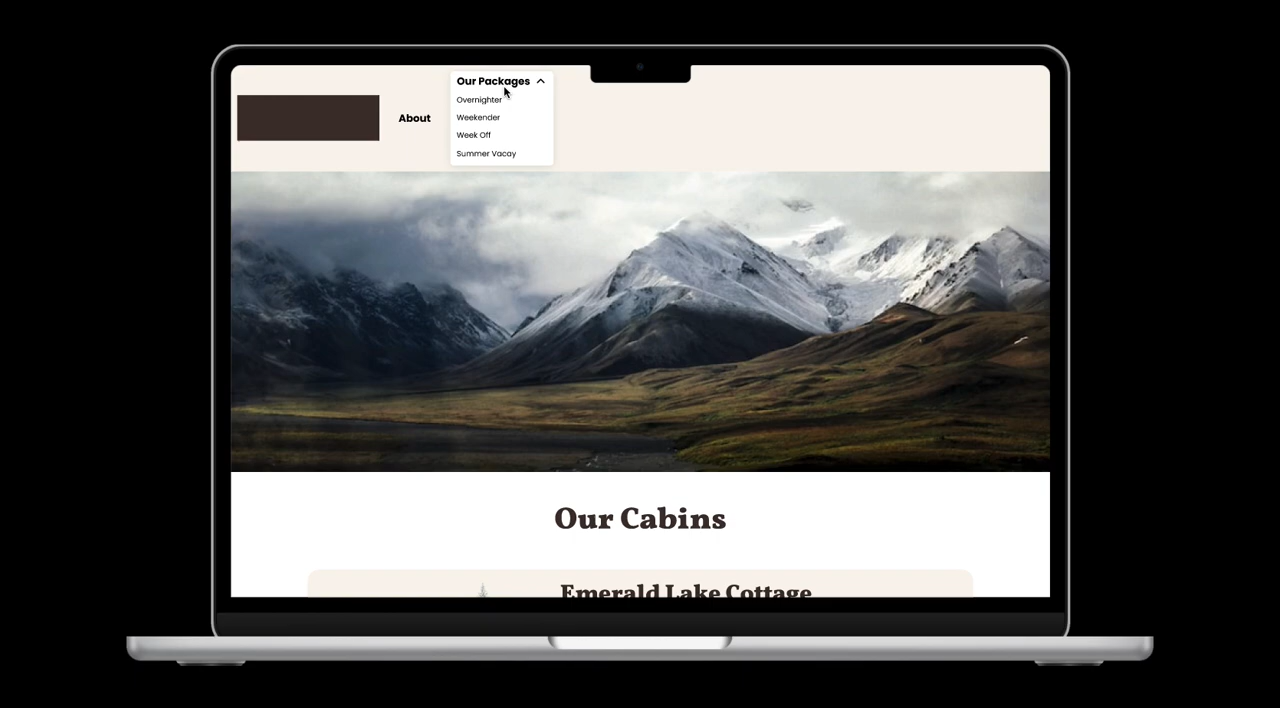 About
Our Packages
Overnighter
Weekender
Week Off
Summer Vacay
Our Cabins
Emerald Lake Cottage